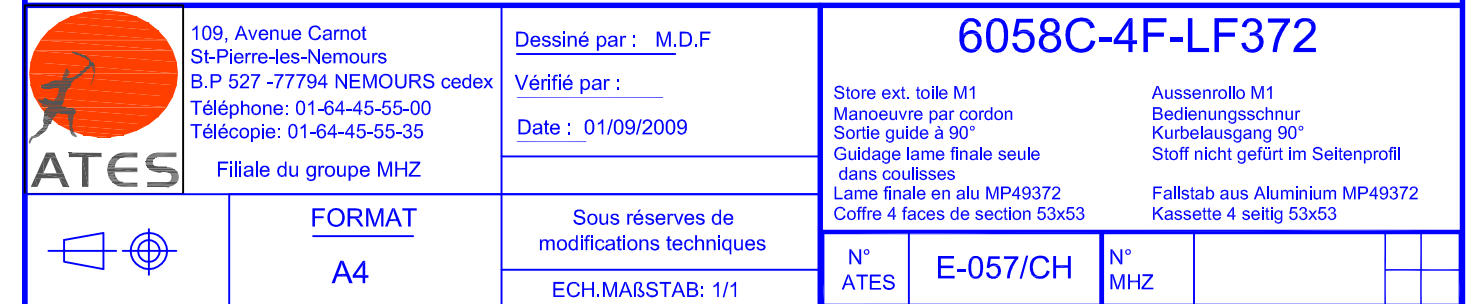 ATES
109, Avenue Carnot
St-Pierre-les-Nemours
B.P 527 -77794 NEMOURS cedex
Téléphone: 01-64-45-55-00
Télécopie: 01-64-45-55-35
Filiale du groupe MHZ
Dessiné par : M.D.F
Vérifié par :
Date : 01/09/2009
FORMAT
A4
Sous réserves de
modifications techniques
ECH.MAßSTAB: 1/1
6058C-4F-LF372
Store ext. toile M1
Manoeuvre par cordon
Sortie guide à 90°
Guidage lame finale seule
dans coulisses
Lame finale en alu MP49372
Coffre 4 faces de section 53x53
Aussenrollo M1
Bedienungsschnur
Kurbelausgang 90°
Stoff nicht gefürt im Seitenprofil
Fallstab aus Aluminium MP49372
Kassette 4 seitig 53x53
N°
ATES
E-057/CH
N°
MHZ